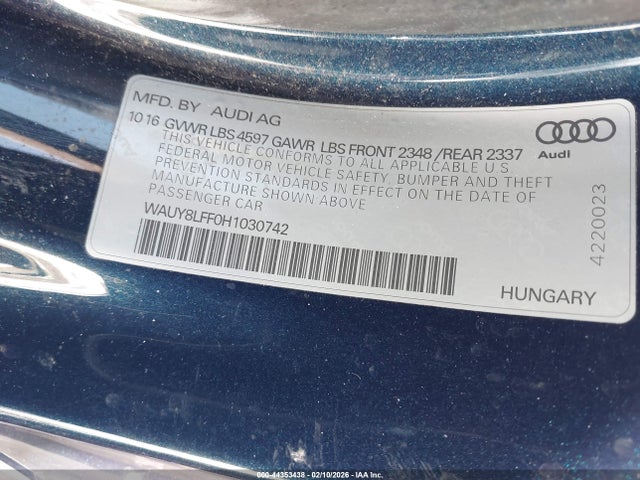 MFD. BY AUDI AG
10 16 GVWR LBS 4597 GAWR LBS FRONT 2348 /REAR 2337
THIS VEHICLE CONFORMS TO ALL APPLICABLE U.S.
FEDERAL MOTOR VEHICLE SAFETY, BUMPER AND THEFT
PREVENTION STANDARDS IN EFFECT ON THE DATE OF
MANUFACTURE SHOWN ABOVE
PASSENGER CAR
WAUY8LFF0H1030742
Audi
4220023
HUNGARY
000-44353438 - 02/10/2026 - IAA Inc.